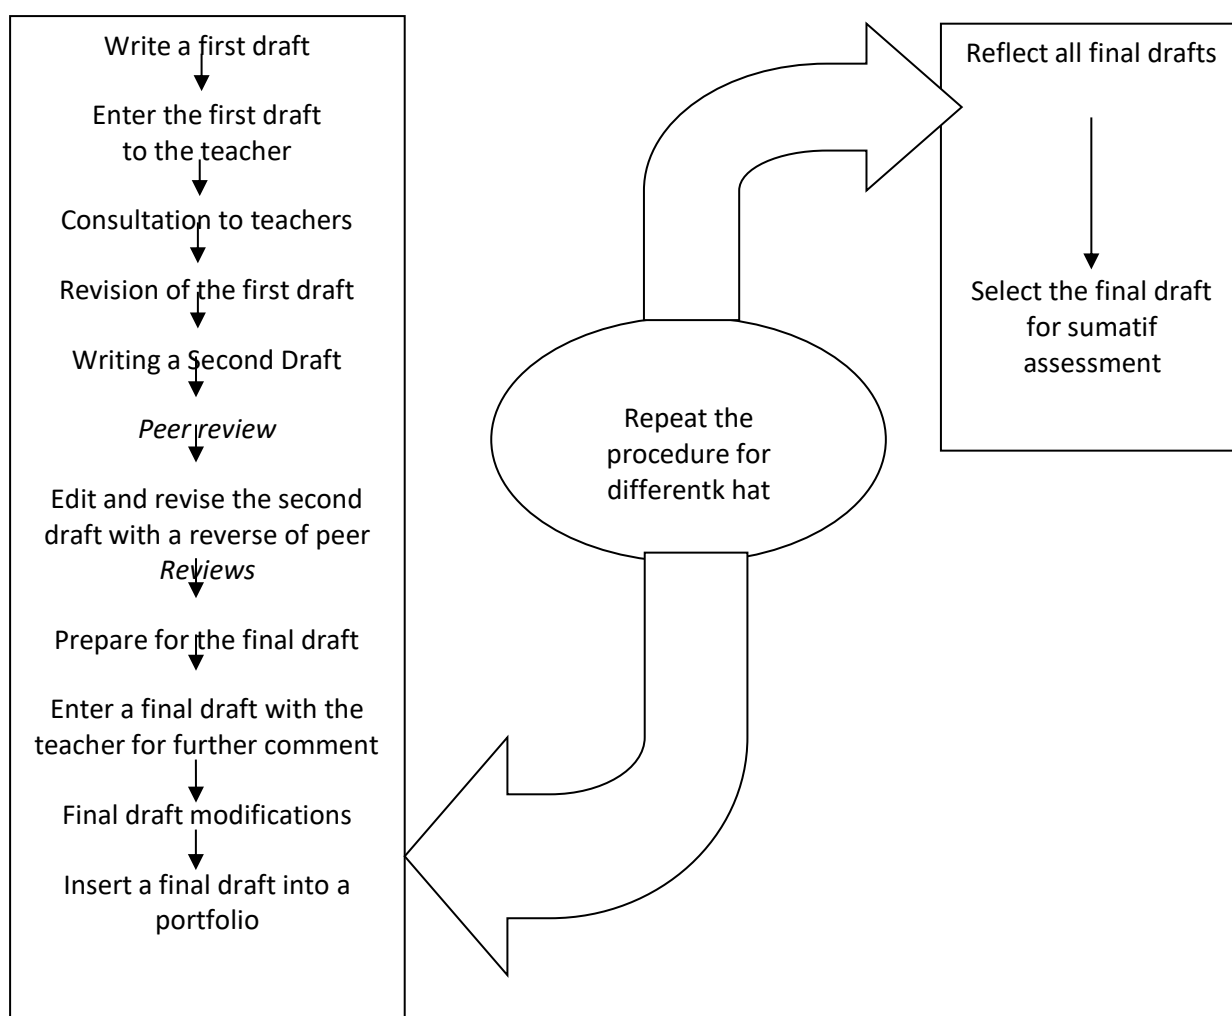 Write a first draft
Enter the first draft
to the teacher
Consultation to teachers
Revision of the first draft
Writing a Second Draft
Peer review
Edit and revise the second
draft with a reverse of peer
Reviews
Prepare for the final draft
Enter a final draft with the
teacher for further comment
Final draft modifications
Insert a final draft into a
portfolio
Repeat the
procedure for
differentk hat
Reflect all final drafts
Select the final draft
for sumatif
assessment